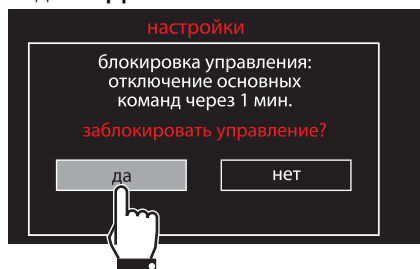 настройки
блокировка управления:
отключение основных
команд через 1 мин.
заблокировать управление?
да
нет